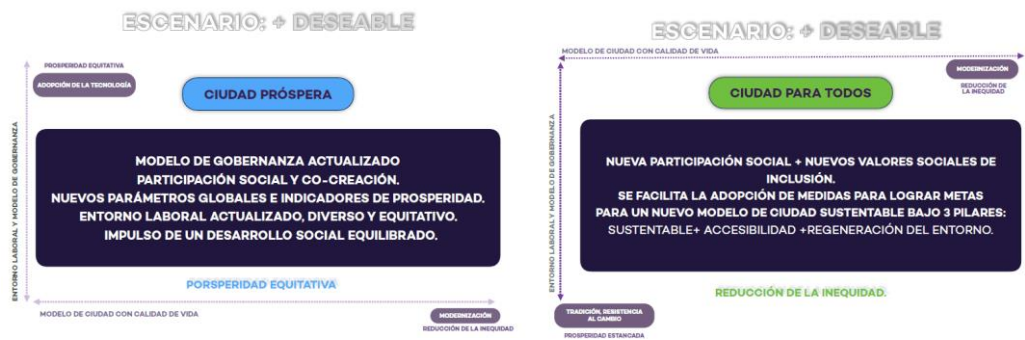 ESCENARIO: + DESEABLE
PROSPERIDAD EQUITATIVA
ADOPCIÓN DE LA TECNOLOGÍA
CIUDAD PRÓSPERA
ENTORNO LABORAL Y MODELO DE GOBERNANZA
MODELO DE GOBERNANZA ACTUALIZADO
PARTICIPACIÓN SOCIAL Y CO-CREACIÓN.
NUEVOS PARÁMETROS GLOBALES E INDICADORES DE PROSPERIDAD.
ENTORNO LABORAL ACTUALIZADO, DIVERSO Y EQUITATIVO.
IMPULSO DE UN DESARROLLO SOCIAL EQUILIBRADO.
PORSPERIDAD EQUITATIVA
MODELO DE CIUDAD CON CALIDAD DE VIDA
MODERNIZACIÓN
REDUCCIÓN DE LA INEQUIDAD
ESCENARIO: + DESEABLE
MODELO DE CIUDAD CON CALIDAD DE VIDA
MODERNIZACIÓN
REDUCCIÓN DE
LA INEQUIDAD
CIUDAD PARA TODOS
ENTORNO LABORAL Y MODELO DE GOBERNANZA
NUEVA PARTICIPACIÓN SOCIAL + NUEVOS VALORES SOCIALES DE
INCLUSIÓN.
SE FACILITA LA ADOPCIÓN DE MEDIDAS PARA LOGRAR METAS
PARA UN NUEVO MODELO DE CIUDAD SUSTENTABLE BAJO 3 PILARES:
SUSTENTABLE+ ACCESIBILIDAD +REGENERACIÓN DEL ENTORNO.
REDUCCIÓN DE LA INEQUIDAD.
TRADICIÓN, RESISTENCIA
AL CAMBIO
PROSPERIDAD ESTANCADA